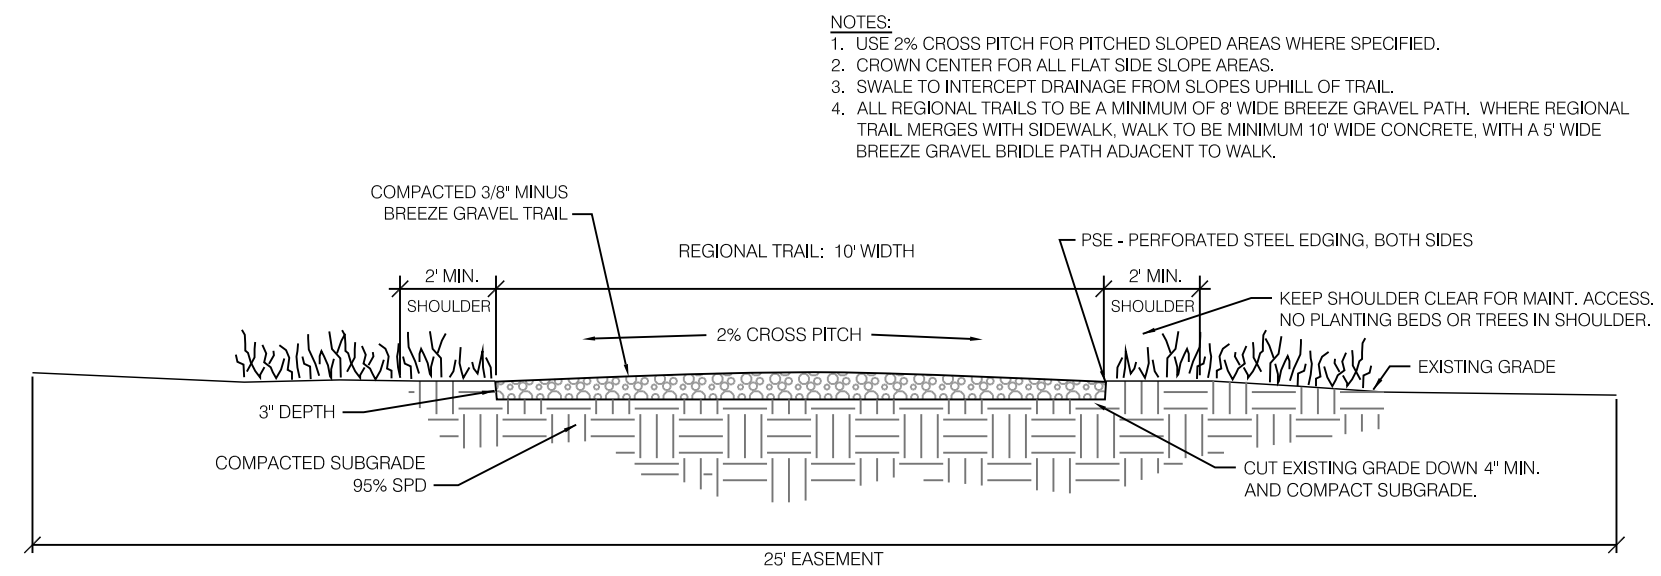 NOTES:
1. USE 2% CROSS PITCH FOR PITCHED SLOPED AREAS WHERE SPECIFIED.
2. CROWN CENTER FOR ALL FLAT SIDE SLOPE AREAS.
3. SWALE TO INTERCEPT DRAINAGE FROM SLOPES UPHILL OF TRAIL.
4. ALL REGIONAL TRAILS TO BE A MINIMUM OF 8' WIDE BREEZE GRAVEL PATH. WHERE REGIONAL
TRAIL MERGES WITH SIDEWALK, WALK TO BE MINIMUM 10' WIDE CONCRETE, WITH A 5' WIDE
BREEZE GRAVEL BRIDLE PATH ADJACENT TO WALK.
COMPACTED 3/8" MINUS
BREEZE GRAVEL TRAIL
REGIONAL TRAIL: 10' WIDTH
PSE - PERFORATED STEEL EDGING, BOTH SIDES
2' MIN.
SHOULDER
2' MIN.
SHOULDER
KEEP SHOULDER CLEAR FOR MAINT. ACCESS.
NO PLANTING BEDS OR TREES IN SHOULDER.
2% CROSS PITCH
EXISTING GRADE
3" DEPTH
COMPACTED SUBGRADE
95% SPD
CUT EXISTING GRADE DOWN 4" MIN.
AND COMPACT SUBGRADE.
25' EASEMENT